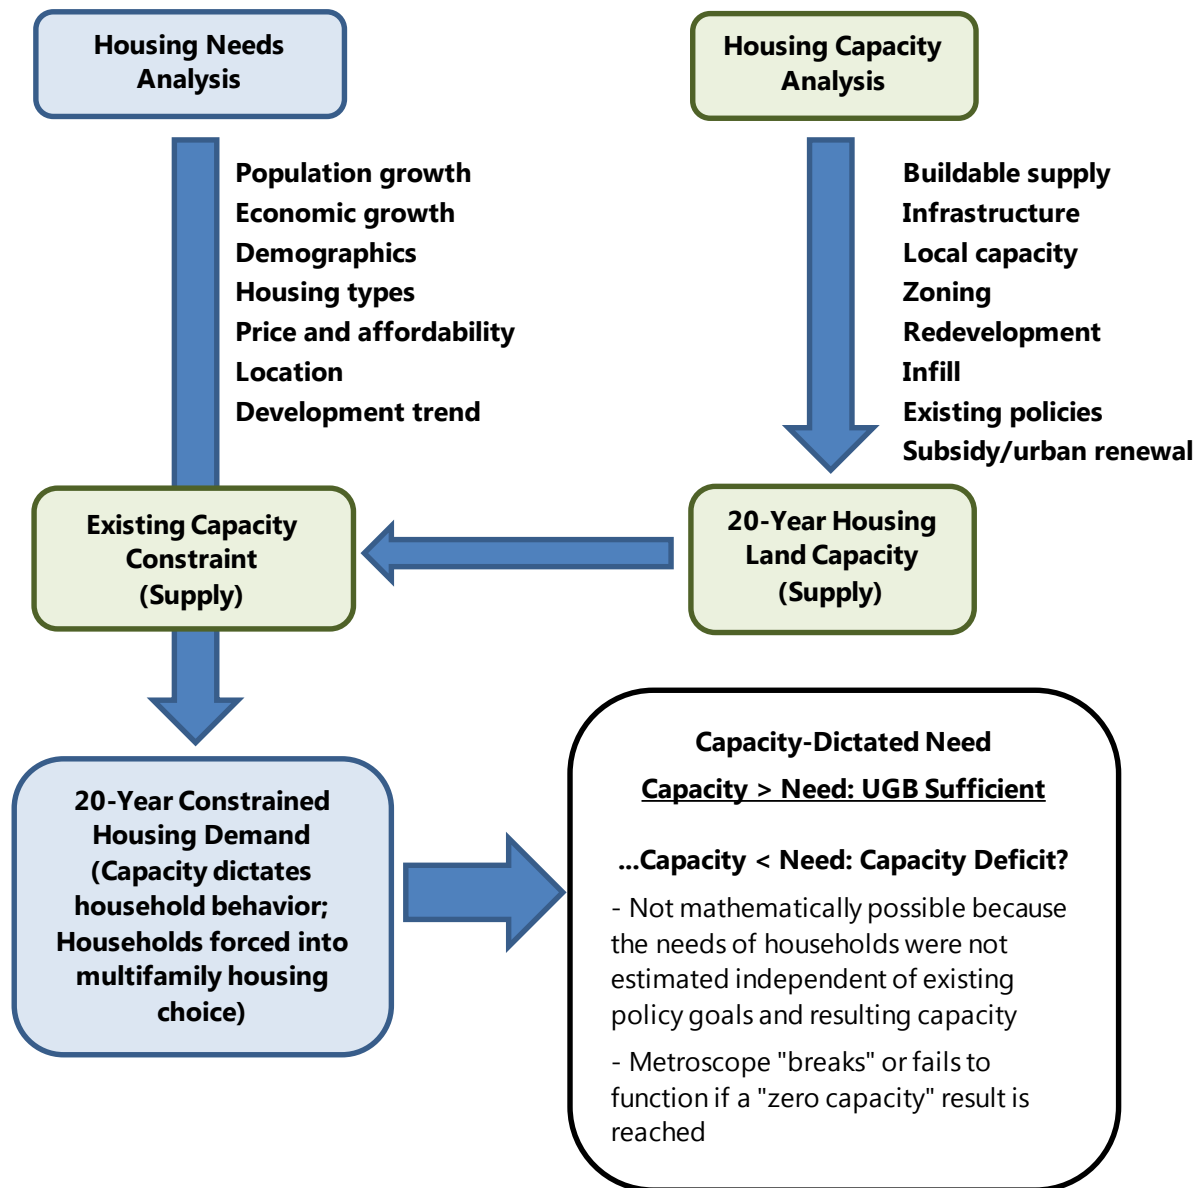 Housing Needs
Analysis
Housing Capacity
Analysis
Population growth
Economic growth
Demographics
Housing types
Price and affordability
Location
Development trend
Buildable supply
Infrastructure
Local capacity
Zoning
Redevelopment
Infill
Existing policies
Subsidy/urban renewal
Existing Capacity
Constraint
(Supply)
20-Year Housing
Land Capacity
(Supply)
20-Year Constrained
Housing Demand
(Capacity dictates
household behavior;
Households forced into
multifamily housing
choice)
Capacity-Dictated Need
Capacity > Need: UGB Sufficient
...Capacity < Need: Capacity Deficit?
- Not mathematically possible because
the needs of households were not
estimated independent of existing
policy goals and resulting capacity
- Metroscope "breaks" or fails to
function if a "zero capacity" result is
reached